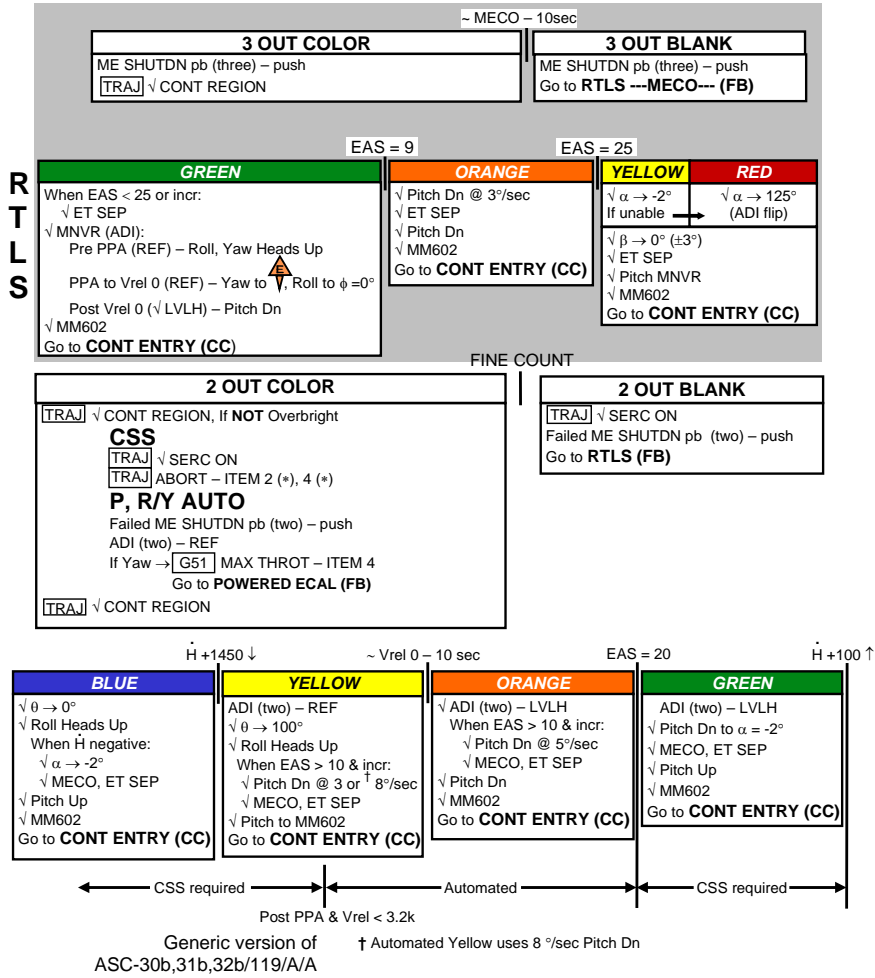 ~ MECO – 10sec
3 OUT COLOR
ME SHUTDN pb (three) – push
TRAJ √ CONT REGION
3 OUT BLANK
ME SHUTDN pb (three) – push
Go to RTLS ---MECO--- (FB)
R
T
L
S
EAS = 9
EAS = 25
GREEN
When EAS < 25 or incr:
√ ET SEP
√ MNVR (ADI):
Pre PPA (REF) – Roll, Yaw Heads Up
E
PPA to Vrel 0 (REF) – Yaw to , Roll to ϕ =0°
Post Vrel 0 (√ LVLH) – Pitch Dn
√ MM602
Go to CONT ENTRY (CC)
ORANGE
√ Pitch Dn @ 3°/sec
√ ET SEP
√ Pitch Dn
√ MM602
Go to CONT ENTRY (CC)
YELLOW
√ α → -2°
If unable →
RED
√ α → 125°
(ADI flip)
√ β → 0° (±3°)
√ ET SEP
√ Pitch MNVR
√ MM602
Go to CONT ENTRY (CC)
FINE COUNT
2 OUT COLOR
TRAJ √ CONT REGION, If NOT Overbright
CSS
TRAJ √ SERC ON
TRAJ ABORT – ITEM 2 (∗), 4 (∗)
P, R/Y AUTO
Failed ME SHUTDN pb (two) – push
ADI (two) – REF
If Yaw → G51 MAX THROT – ITEM 4
Go to POWERED ECAL (FB)
TRAJ √ CONT REGION
2 OUT BLANK
TRAJ √ SERC ON
Failed ME SHUTDN pb (two) – push
Go to RTLS (FB)
Ḣ +1450 ↓
~ Vrel 0 – 10 sec
EAS = 20
Ḣ +100 ↑
BLUE
√ θ → 0°
√ Roll Heads Up
When Ḣ negative:
√ α → -2°
√ MECO, ET SEP
√ Pitch Up
√ MM602
Go to CONT ENTRY (CC)
YELLOW
ADI (two) – REF
√ θ → 100°
√ Roll Heads Up
When EAS > 10 & incr:
√ Pitch Dn @ 3 or † 8°/sec
√ MECO, ET SEP
√ Pitch to MM602
Go to CONT ENTRY (CC)
ORANGE
√ ADI (two) – LVLH
When EAS > 10 & incr:
√ Pitch Dn @ 5°/sec
√ MECO, ET SEP
√ Pitch Dn
√ MM602
Go to CONT ENTRY (CC)
GREEN
ADI (two) – LVLH
√ Pitch Dn to α = -2°
√ MECO, ET SEP
√ Pitch Up
√ MM602
Go to CONT ENTRY (CC)
CSS required
Automated
CSS required
Post PPA & Vrel < 3.2k
Generic version of
ASC-30b,31b,32b/119/A/A
† Automated Yellow uses 8 °/sec Pitch Dn